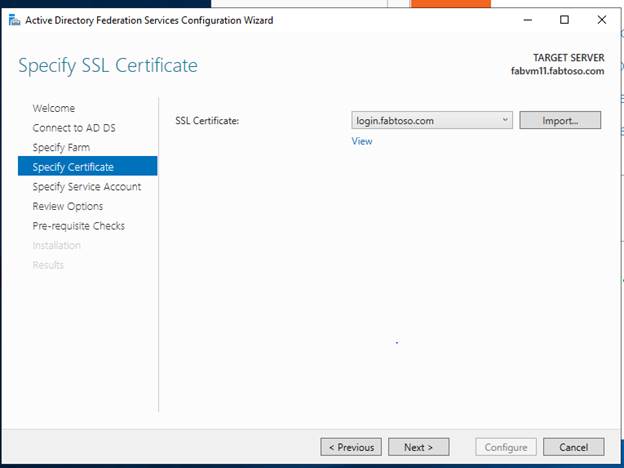 Active Directory Federation Services Configuration Wizard
Specify SSL Certificate
TARGET SERVER
fabvm11.fabtoso.com
Welcome
Connect to AD DS
Specify Farm
Specify Certificate
Specify Service Account
Review Options
Pre-requisite Checks
Installation
Results
SSL Certificate:
login.fabtoso.com
Import...
View
< Previous
Next >
Configure
Cancel